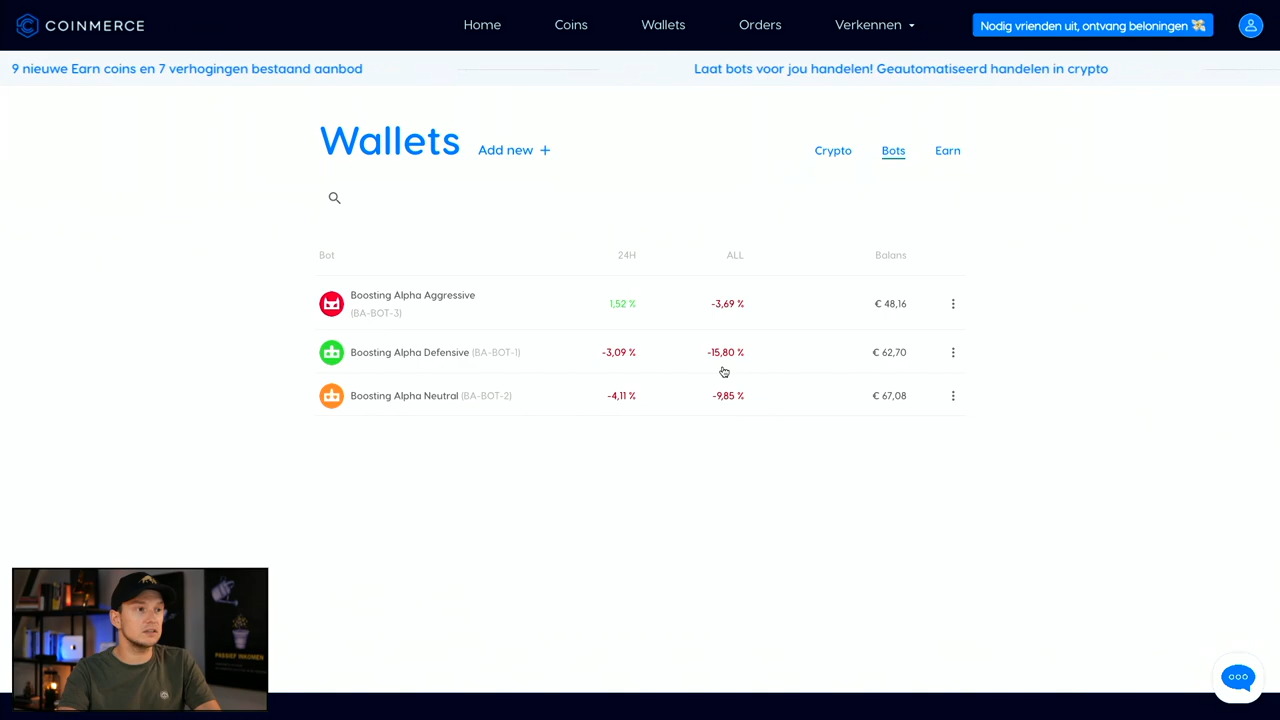 COINMERCE
Home Coins Wallets Orders Verkennen Nodig vrienden uit, ontvang beloningen 💸
9 nieuwe Earn coins en 7 verhogingen bestaand aanbod Laat bots voor jou handelen! Geautomatiseerd handelen in crypto
Wallets Add new + Crypto Bots Earn
Bot 24H ALL Balans
Boosting Alpha Aggressive
(BA-BOT-3) 1,52 % -3,69 % € 48,16
Boosting Alpha Defensive (BA-BOT-1) -3,09 % -15,80 % € 62,70
Boosting Alpha Neutral (BA-BOT-2) -4,11 % -9,85 % € 67,08
PASSIEF INKOMEN